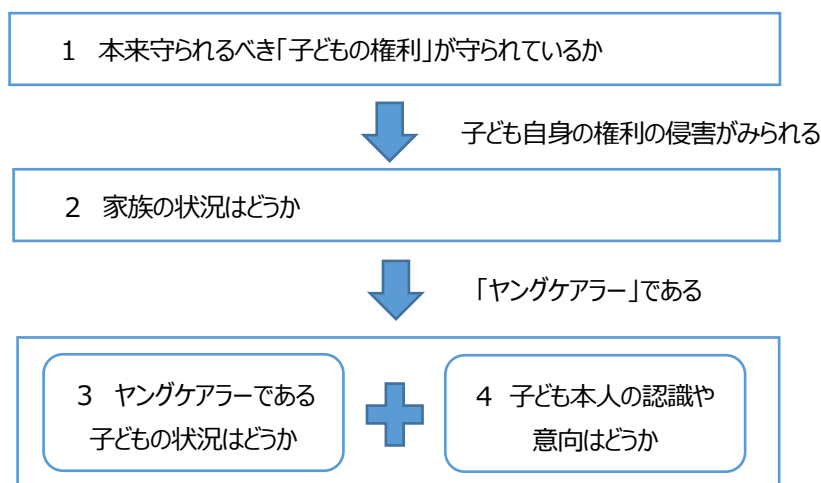 1 本来守られるべき「子どもの権利」が守られているか
子ども自身の権利の侵害がみられる
2 家族の状況はどうか
「ヤングケアラー」である
3 ヤングケアラーである
子どもの状況はどうか
4 子ども本人の認識や
意向はどうか